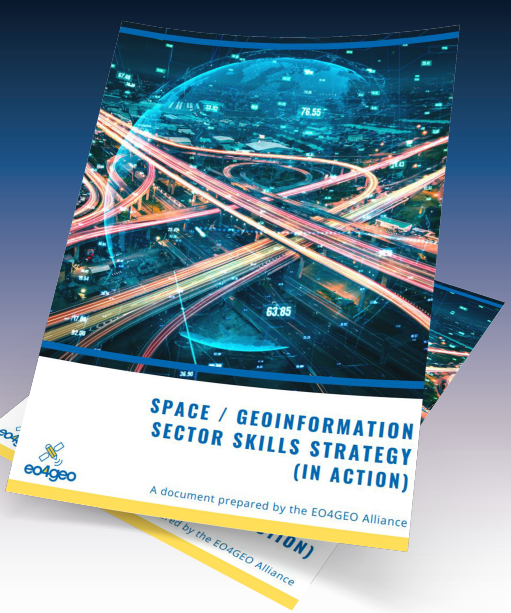 76.55
63.85
SPACE / GEOINFORMATION
SECTOR SKILLS STRATEGY
(IN ACTION)
eo4geo
A document prepared by the EO4GEO Alliance
ed by the EO4GEO Alliance